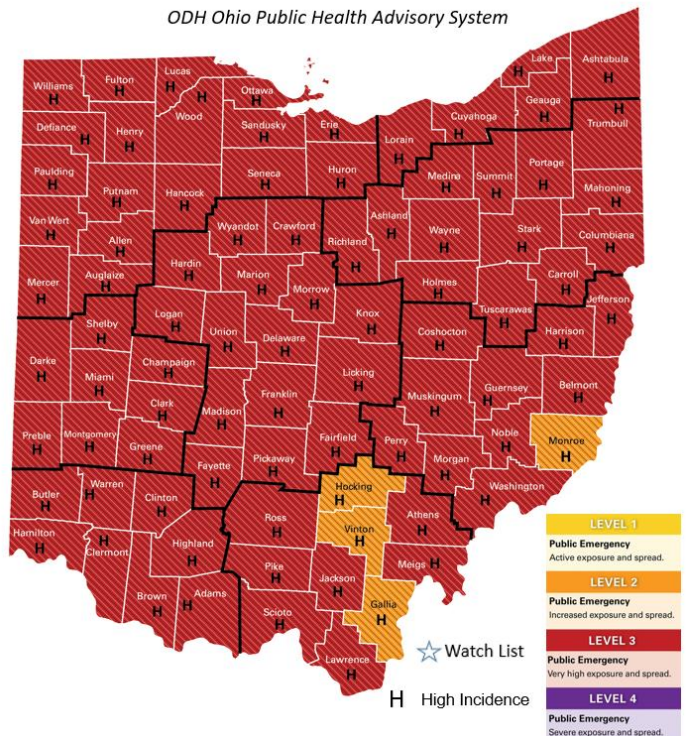 ODH Ohio Public Health Advisory System
Williams
H
Fulton
H
Lucas
H
Wood
H
Ottawa
H
Lake
H
Ashtabula
H
Defiance
H
Henry
H
Sandusky
H
Erie
H
Lorain
H
Cuyahoga
H
Geauga
H
Trumbull
H
Paulding
H
Putnam
H
Hancock
H
Seneca
H
Huron
H
Medina
H
Summit
H
Portage
H
Mahoning
H
Van Wert
H
Allen
H
Wyandot
H
Crawford
H
Richland
H
Ashland
H
Wayne
H
Stark
H
Columbiana
H
Mercer
H
Auglaize
H
Hardin
H
Marion
H
Morrow
H
Holmes
H
Tuscarawas
H
Carroll
H
Jefferson
H
Shelby
H
Logan
H
Union
H
Delaware
H
Knox
H
Coshocton
H
Harrison
H
Darke
H
Miami
H
Champaign
H
Clark
H
Madison
H
Franklin
H
Licking
H
Muskingum
H
Guernsey
H
Belmont
H
Preble
H
Montgomery
H
Greene
H
Fayette
H
Pickaway
H
Fairfield
H
Perry
H
Morgan
H
Noble
H
Monroe
H
Butler
H
Warren
H
Clinton
H
Ross
H
Hocking
H
Athens
H
Washington
H
Hamilton
H
Clermont
H
Highland
H
Pike
H
Vinton
H
Meigs H
Brown
H
Adams
H
Scioto
H
Jackson
H
Gallia
H
Lawrence
H
Watch List
H High Incidence
LEVEL 1
Public Emergency
Active exposure and spread.
LEVEL 2
Public Emergency
Increased exposure and spread.
LEVEL 3
Public Emergency
Very high exposure and spread.
LEVEL 4
Public Emergency
Severe exposure and spread.